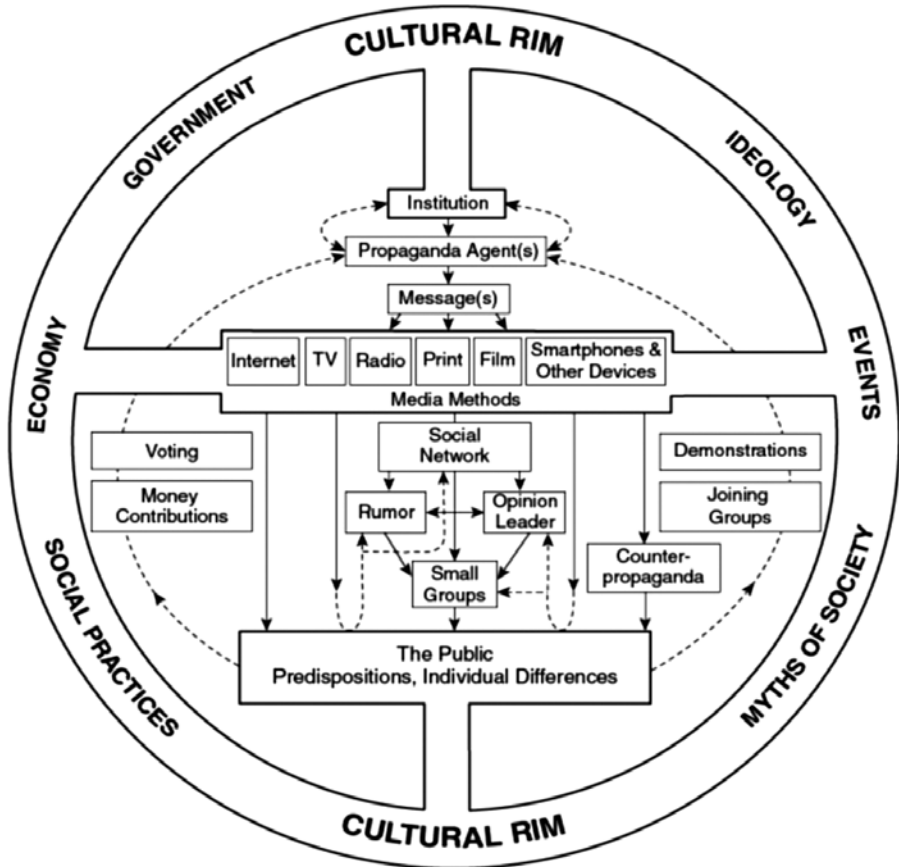 CULTURAL RIM
GOVERNMENT
IDEOLOGY
Institution
Propaganda Agent(s)
Message(s)
Internet
TV
Radio
Print
Film
Smartphones &
Other Devices
Media Methods
ECONOMY
EVENTS
Voting
Money
Contributions
Social
Network
Rumor
Opinion
Leader
Small
Groups
Demonstrations
Joining
Groups
Counter-
propaganda
The Public
Predispositions, Individual Differences
SOCIAL PRACTICES
MYTHS OF SOCIETY
CULTURAL RIM